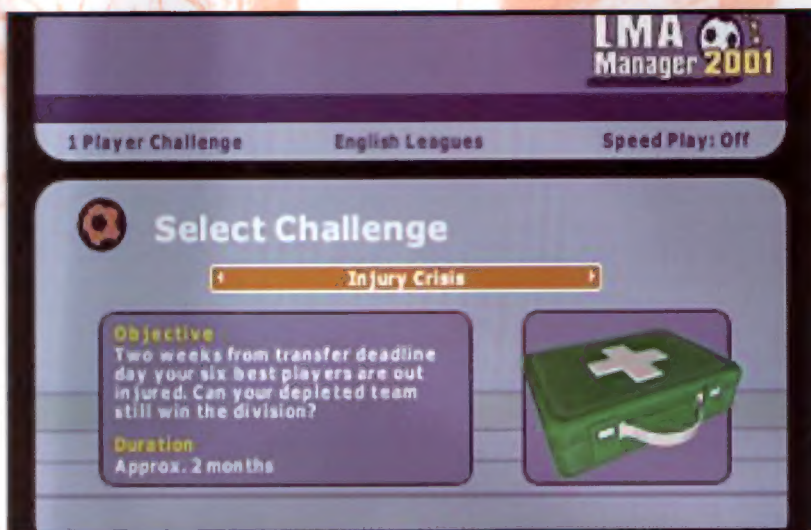 LMA
Manager 2001
1 Player Challenge English Leagues Speed Play: Off
Select Challenge
Injury Crisis
Objective
Two weeks from transfer deadline
day your six best players are out
injured. Can your depleted team
still win the division?
Duration
Approx. 2 months